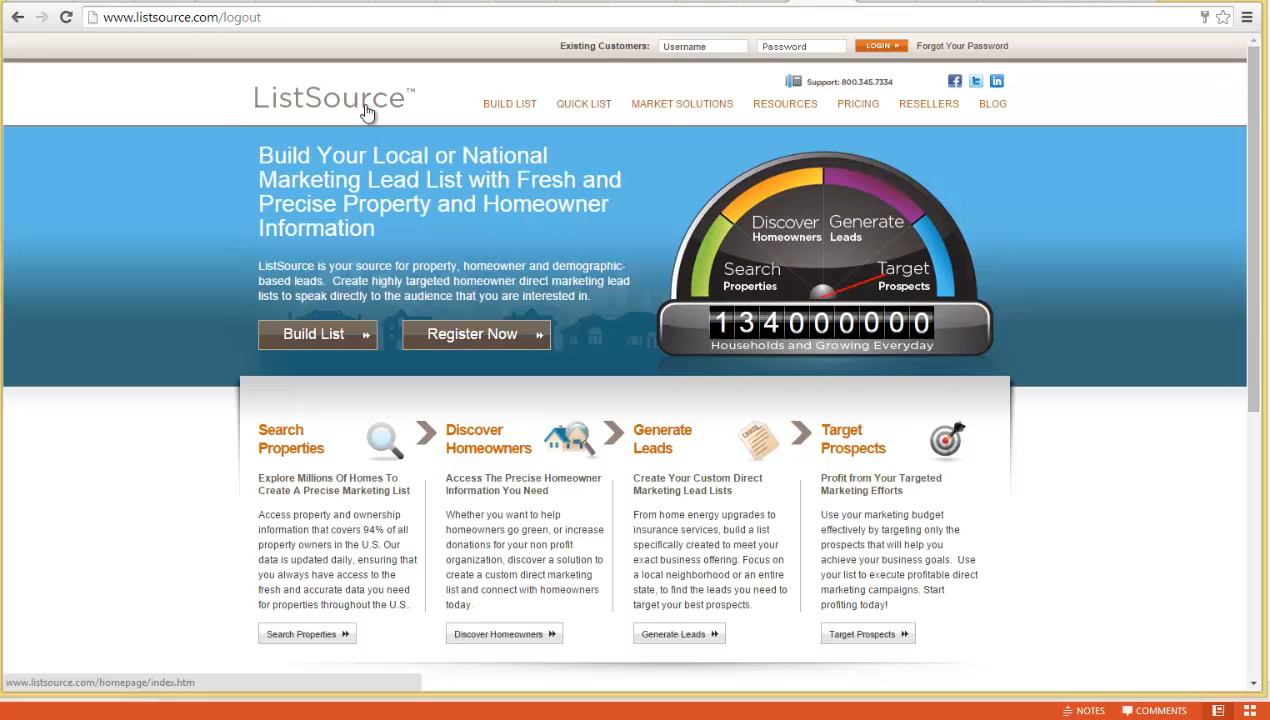 www.listsource.com/logout
Existing Customers: Username Password LOGIN » Forgot Your Password
Support: 800.345.7334
ListSource™
BUILD LIST QUICK LIST MARKET SOLUTIONS RESOURCES PRICING RESELLERS BLOG
Build Your Local or National
Marketing Lead List with Fresh and
Precise Property and Homeowner
Information
ListSource is your source for property, homeowner and demographic-
based leads. Create highly targeted homeowner direct marketing lead
lists to speak directly to the audience that you are interested in.
Build List
Register Now
Discover
Homeowners
Generate
Leads
Search
Properties
Target
Prospects
134000000
Households and Growing Everyday
Search
Properties
Explore Millions Of Homes To
Create A Precise Marketing List
Access property and ownership
information that covers 94% of all
property owners in the U.S. Our
data is updated daily, ensuring that
you always have access to the
fresh and accurate data you need
for properties throughout the U.S..
Search Properties
Discover
Homeowners
Access The Precise Homeowner
Information You Need
Whether you want to help
homeowners go green, or increase
donations for your non profit
organization, discover a solution to
create a custom direct marketing
list and connect with homeowners
today.
Discover Homeowners
Generate
Leads
Create Your Custom Direct
Marketing Lead Lists
From home energy upgrades to
insurance services, build a list
specifically created to meet your
exact business offering. Focus on
a local neighborhood or an entire
state, to find the leads you need to
target your best prospects.
Generate Leads
Target
Prospects
Profit from Your Targeted
Marketing Efforts
Use your marketing budget
effectively by targeting only the
prospects that will help you
achieve your business goals. Use
your list to execute profitable direct
marketing campaigns. Start
profiting today!
Target Prospects
www.listsource.com/homepage/index.htm
NOTES COMMENTS